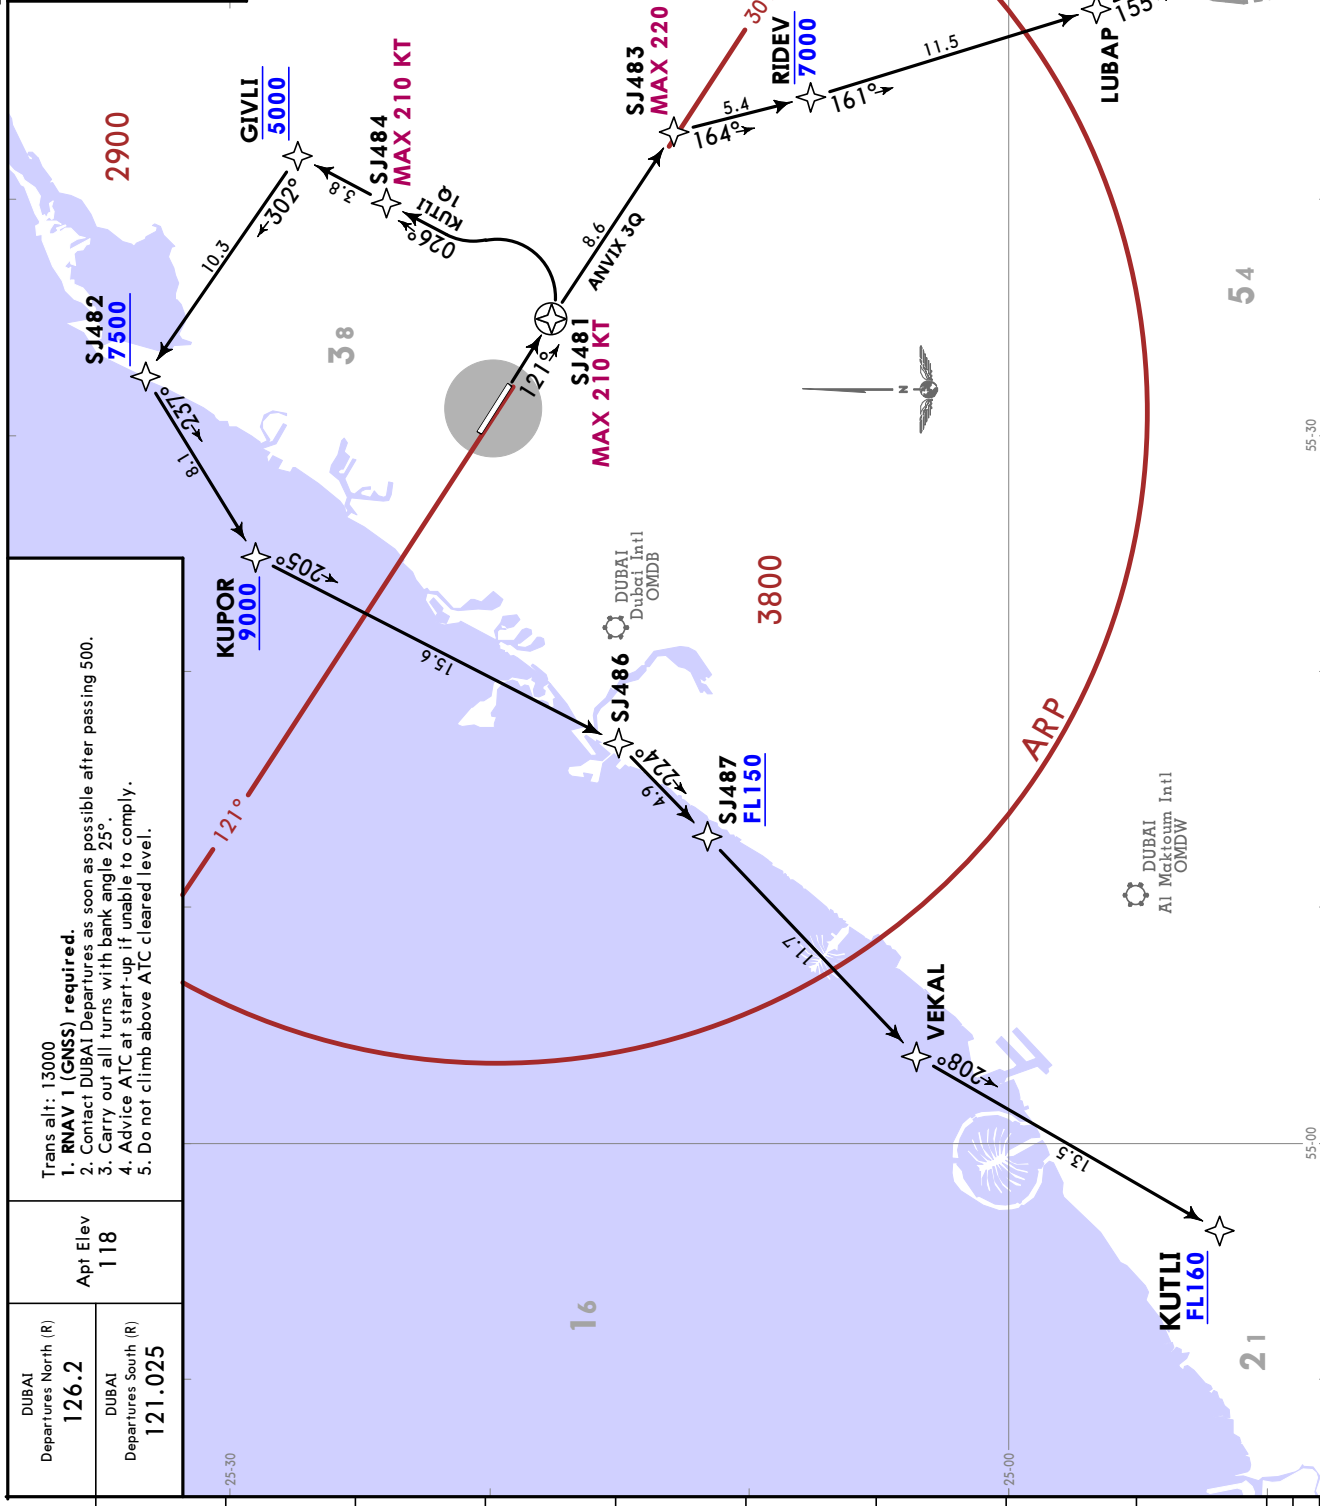 DUBAI
Departures North (R)
126.2
DUBAI
Departures South (R)
121.025
Apt Elev
118
Trans alt: 13000
1. RNAV 1 (GNSS) required.
2. Contact DUBAI Departures as soon as possible after passing 500.
3. Carry out all turns with bank angle 25°.
4. Advice ATC at start-up if unable to comply.
5. Do not climb above ATC cleared level.
2900
GIVLI
5000
SJ484
MAX 210 KT
3.8
KUTLI
1Q
026°
302°
10.3
SJ482
7500
237°
8.1
KUPOR
9000
205°
15.6
38
121°
SJ481
MAX 210 KT
8.6
ANVIX 3Q
SJ483
MAX 220
30
164°
5.4
RIDEV
7000
161°
11.5
LUBAP
155°
54
N
DUBAI
Dubai Intl
OMDB
3800
SJ486
224°
4.9
SJ487
FL150
11.7
ARP
DUBAI
Al Maktoum Intl
OMDW
VEKAL
208°
13.5
KUTLI
FL160
121°
16
21
25-30
25-00
55-30
55-00